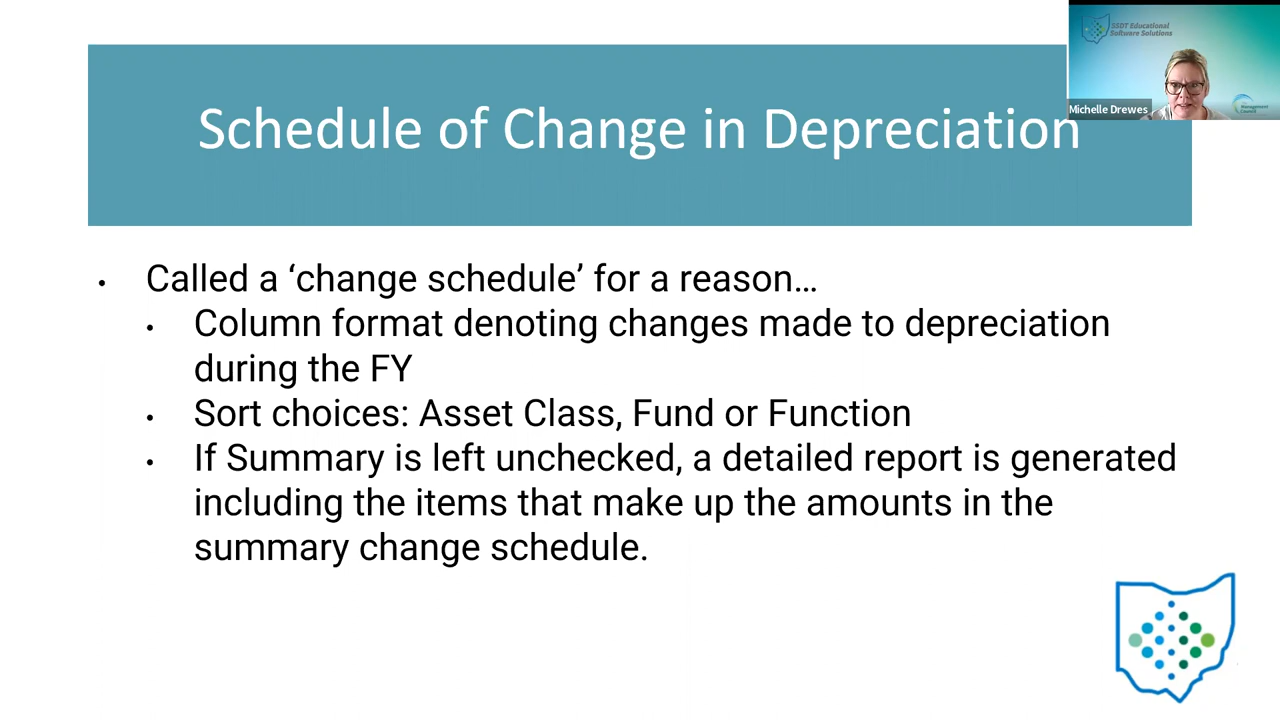 SSDT Educational
Software Solutions
Michelle Drewes
Management
Council
Schedule of Change in Depreciation
• Called a ‘change schedule’ for a reason…
• Column format denoting changes made to depreciation
during the FY
• Sort choices: Asset Class, Fund or Function
• If Summary is left unchecked, a detailed report is generated
including the items that make up the amounts in the
summary change schedule.